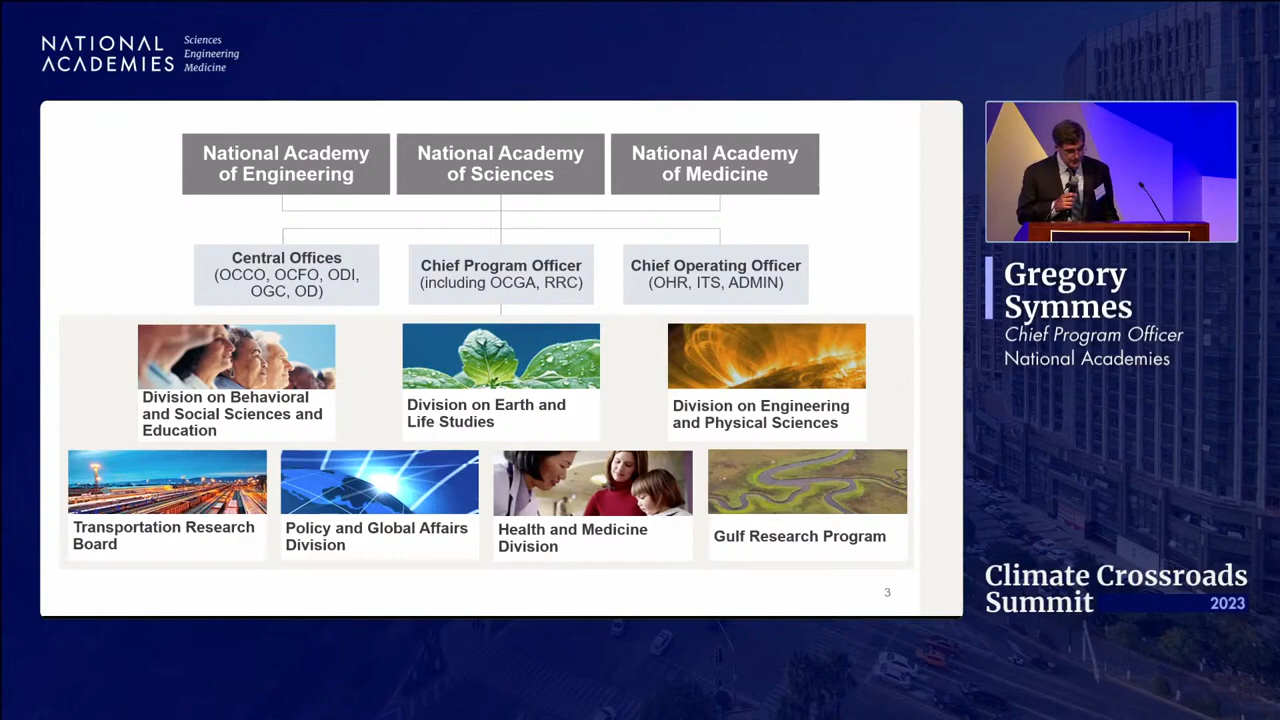 NATIONAL
ACADEMIES
Sciences
Engineering
Medicine
National Academy
of Engineering
National Academy
of Sciences
National Academy
of Medicine
Central Offices
(OCCO, OCFO, ODI,
OGC, OD)
Chief Program Officer
(including OCGA, RRC)
Chief Operating Officer
(OHR, ITS, ADMIN)
Division on Behavioral
and Social Sciences and
Education
Division on Earth and
Life Studies
Division on Engineering
and Physical Sciences
Transportation Research
Board
Policy and Global Affairs
Division
Health and Medicine
Division
Gulf Research Program
3
Gregory
Symmes
Chief Program Officer
National Academies
Climate Crossroads
Summit
2023